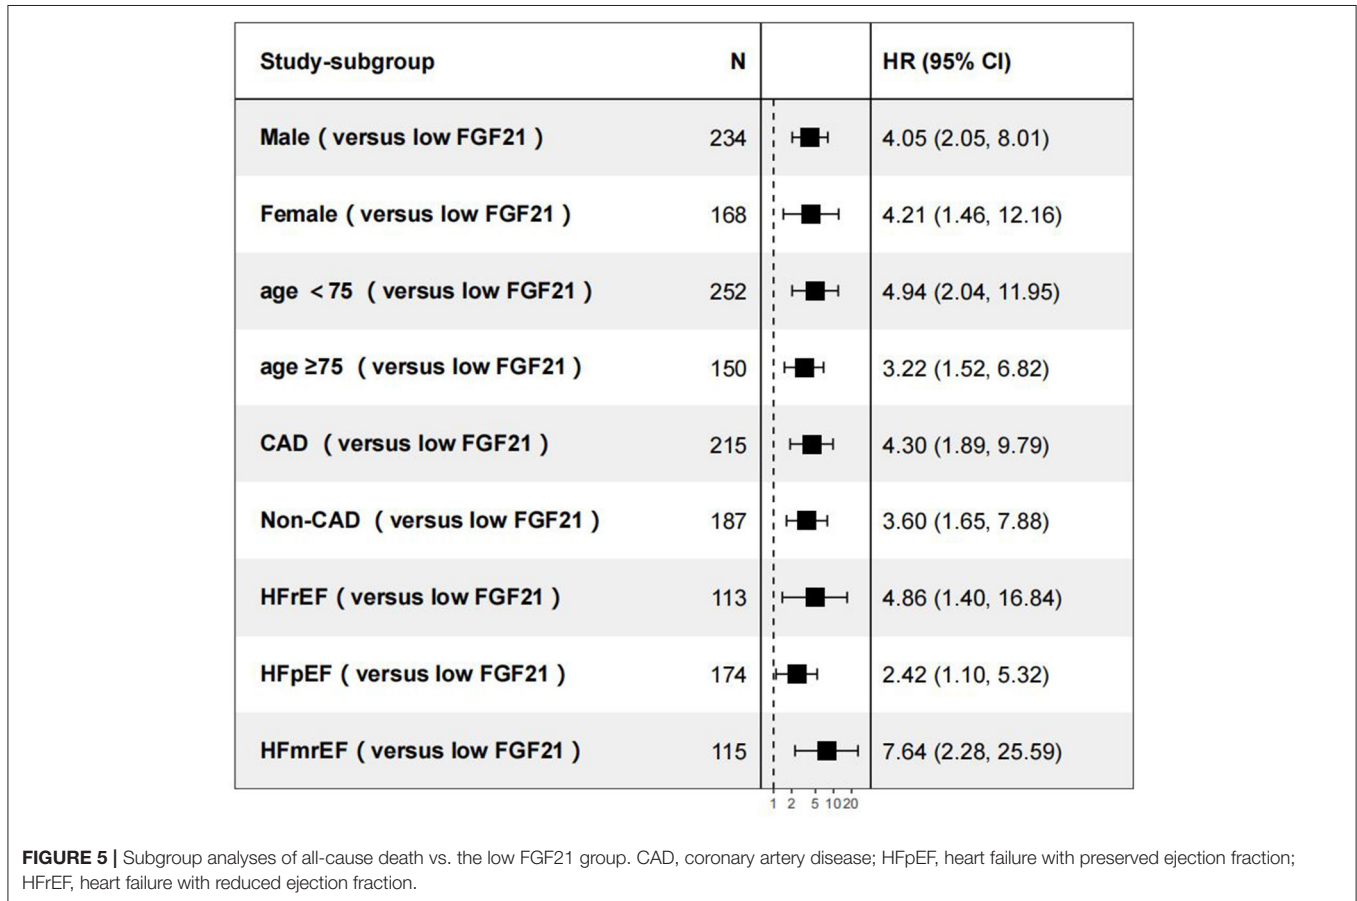 Study-subgroup N HR (95% CI)
Male ( versus low FGF21 ) 234 4.05 (2.05, 8.01)
Female ( versus low FGF21 ) 168 4.21 (1.46, 12.16)
age < 75 ( versus low FGF21 ) 252 4.94 (2.04, 11.95)
age ≥75 ( versus low FGF21 ) 150 3.22 (1.52, 6.82)
CAD ( versus low FGF21 ) 215 4.30 (1.89, 9.79)
Non-CAD ( versus low FGF21 ) 187 3.60 (1.65, 7.88)
HFrEF ( versus low FGF21 ) 113 4.86 (1.40, 16.84)
HFpEF ( versus low FGF21 ) 174 2.42 (1.10, 5.32)
HFmrEF ( versus low FGF21 ) 115 7.64 (2.28, 25.59)
1 2 5 10 20
FIGURE 5 | Subgroup analyses of all-cause death vs. the low FGF21 group. CAD, coronary artery disease; HFpEF, heart failure with preserved ejection fraction;
HFrEF, heart failure with reduced ejection fraction.